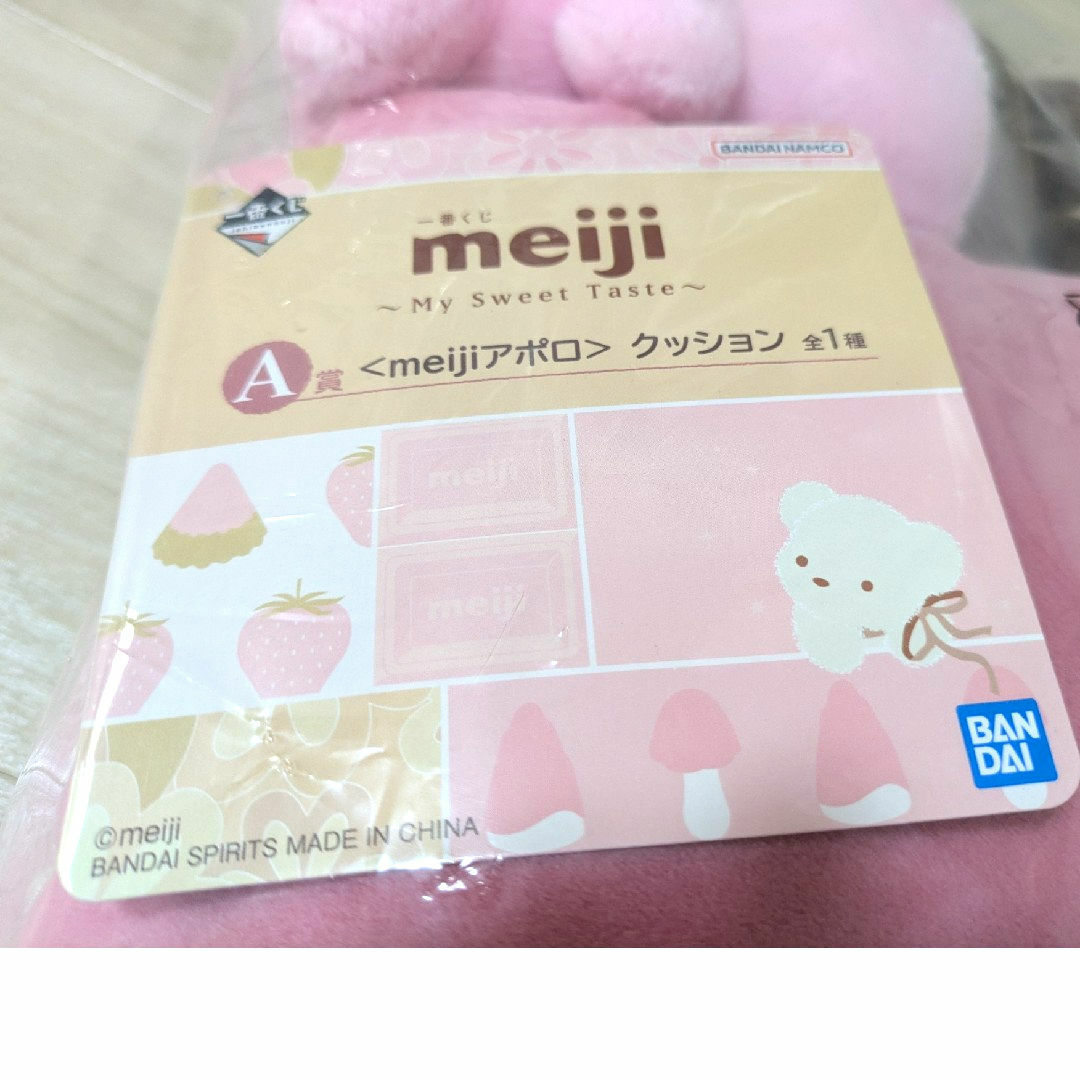 BANDAI NAMCO
一番くじ
ichibankuji
一番くじ
meiji
～My Sweet Taste～
A賞 <meijiアポロ> クッション 全1種
meiji
meiji
BAN
DAI
©meiji
BANDAI SPIRITS MADE IN CHINA